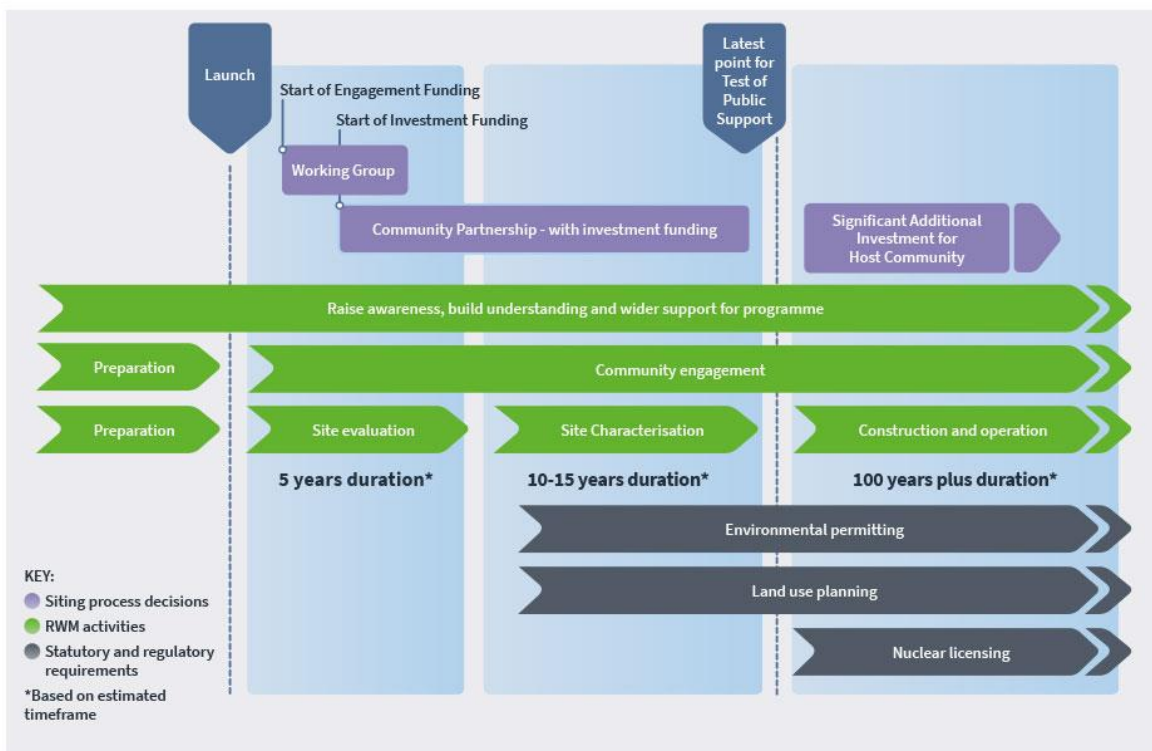 Launch
Latest
point for
Test of
Public
Support
Start of Engagement Funding
Start of Investment Funding
Working Group
Community Partnership - with investment funding
Significant Additional
Investment for
Host Community
Raise awareness, build understanding and wider support for programme
Preparation
Community engagement
Preparation
Site evaluation
Site Characterisation
Construction and operation
5 years duration*
10-15 years duration*
100 years plus duration*
Environmental permitting
Land use planning
Nuclear licensing
KEY:
Siting process decisions
RWM activities
Statutory and regulatory
requirements
*Based on estimated
timeframe